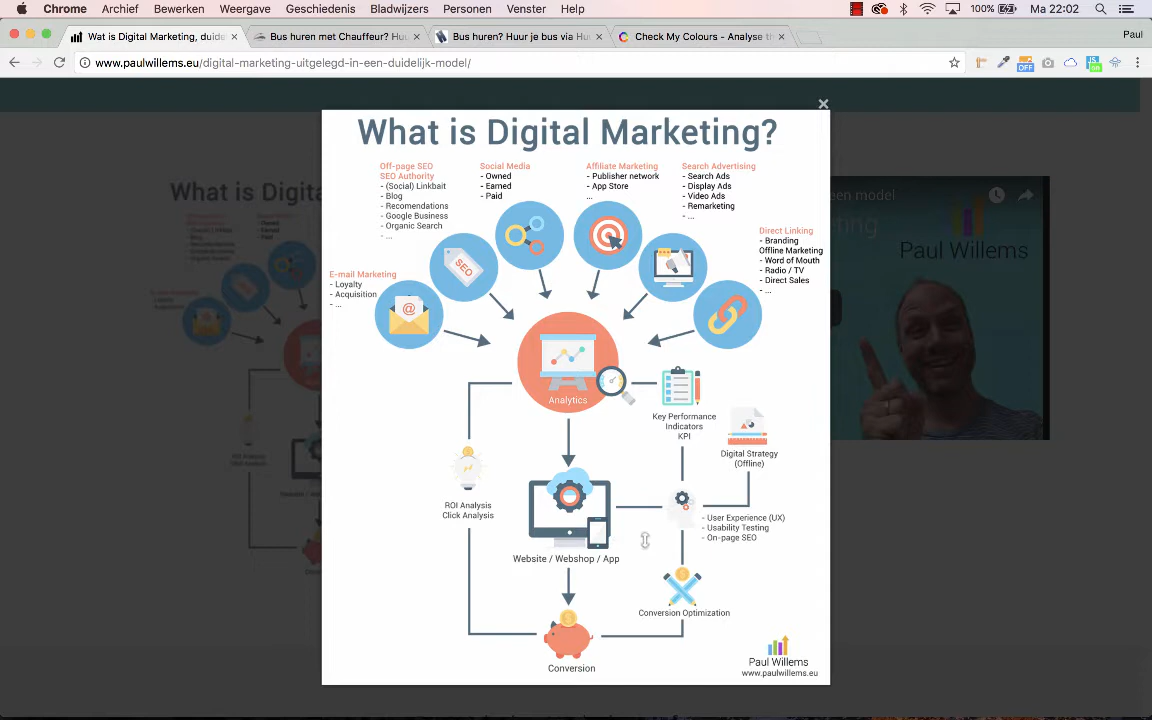 Chrome Archief Bewerken Weergave Geschiedenis Bladwijzers Personen Venster Help 100% Ma 22:02
Wat is Digital Marketing, duide
Bus huren met Chauffeur? Huu
Bus huren? Huur je bus via Hu
Check My Colours - Analyse th
Paul
www.paulwillems.eu/digital-marketing-uitgelegd-in-een-duidelijk-model/
OFF
on
What is Digital Marketing?
Off-page SEO
SEO Authority
- (Social) Linkbait
- Blog
- Recomendations
- Google Business
- Organic Search
- ...
Social Media
- Owned
- Earned
- Paid
Affiliate Marketing
- Publisher network
- App Store
...
Search Advertising
- Search Ads
- Display Ads
- Video Ads
- Remarketing
- ...
Direct Linking
- Branding
Offline Marketing
- Word of Mouth
- Radio / TV
- Direct Sales
- ...
E-mail Marketing
- Loyalty
- Acquisition
- ...
SEO
@
Analytics
Key Performance
Indicators
KPI
Digital Strategy
(Offline)
ROI Analysis
Click Analysis
- User Experience (UX)
- Usability Testing
- On-page SEO
Website / Webshop / App
Conversion Optimization
Conversion
Paul Willems
www.paulwillems.eu
What is Digita
een model
Paul Willems